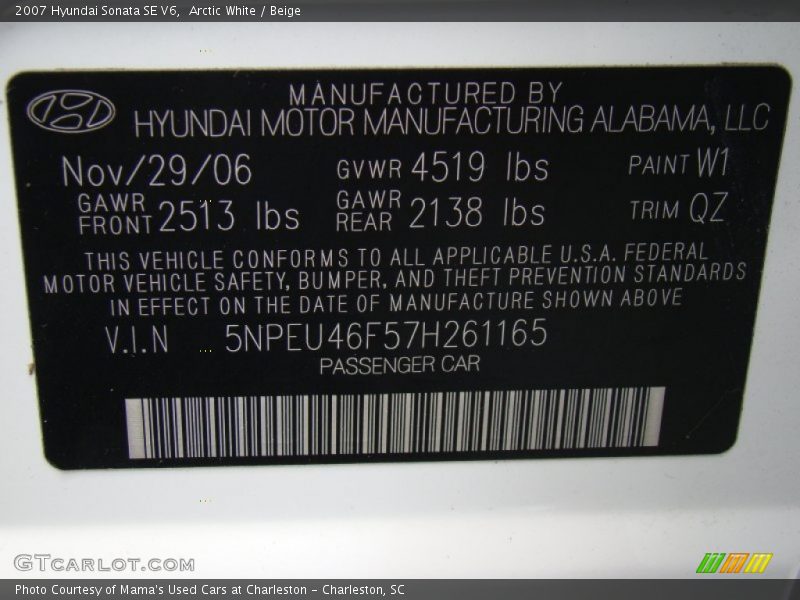 2007 Hyundai Sonata SE V6,  Arctic White / Beige
MANUFACTURED BY
HYUNDAI MOTOR MANUFACTURING ALABAMA, LLC
Nov/29/06 GVWR 4519 lbs PAINT W1
GAWR FRONT 2513 lbs GAWR REAR 2138 lbs TRIM QZ
THIS VEHICLE CONFORMS TO ALL APPLICABLE U.S.A. FEDERAL
MOTOR VEHICLE SAFETY, BUMPER, AND THEFT PREVENTION STANDARDS
IN EFFECT ON THE DATE OF MANUFACTURE SHOWN ABOVE
V.I.N 5NPEU46F57H261165
PASSENGER CAR
GTCARLOT.COM
Photo Courtesy of Mama's Used Cars at Charleston - Charleston, SC